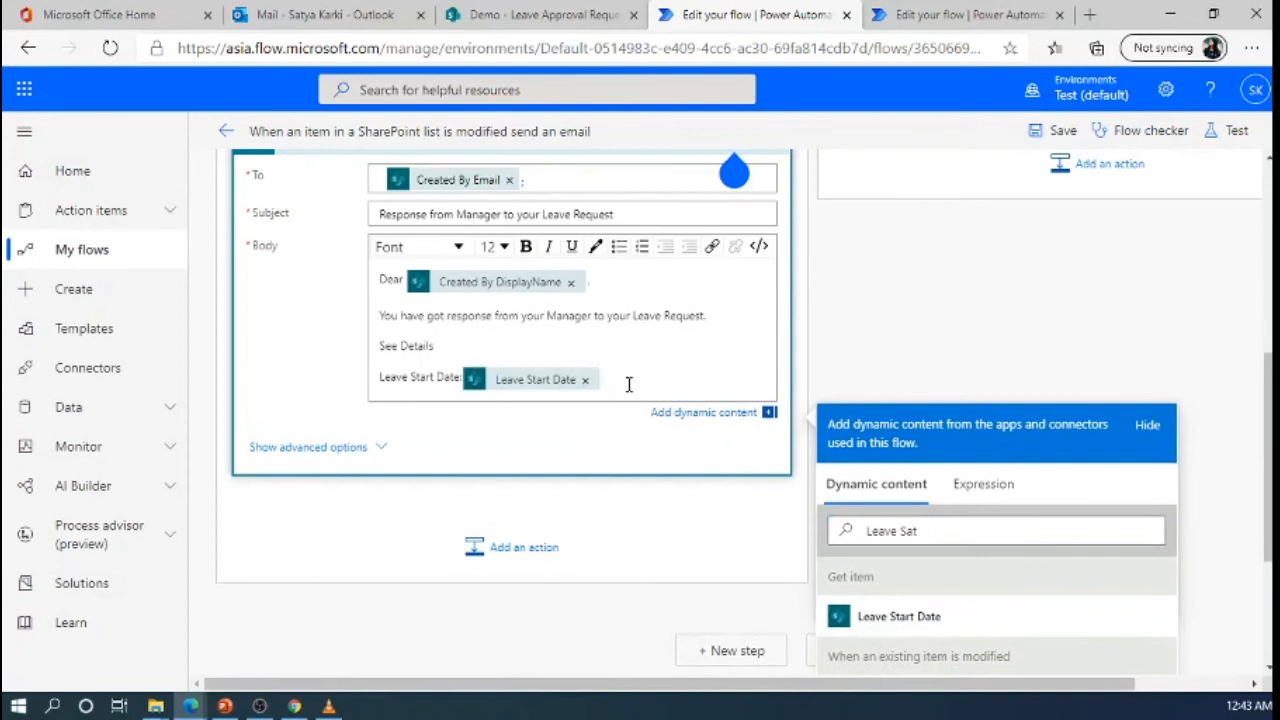 Microsoft Office Home
Mail - Satya Karki - Outlook
Demo - Leave Approval Reque
Edit your flow | Power Automa
Edit your flow | Power Automa
https://asia.flow.microsoft.com/manage/environments/Default-0514983c-e409-4cc6-ac30-69fa814cdb7d/flows/3650669...
Not syncing
Search for helpful resources
Environments
Test (default)
SK
When an item in a SharePoint list is modified send an email
Save
Flow checker
Test
Home
Action items
My flows
Create
Templates
Connectors
Data
Monitor
AI Builder
Process advisor
(preview)
Solutions
Learn
* To
Created By Email ×
;
* Subject
Response from Manager to your Leave Request
* Body
Font
12
B I U
</>
Dear Created By DisplayName × ,
You have got response from your Manager to your Leave Request.
See Details
Leave Start Date: Leave Start Date ×
Add dynamic content
Show advanced options
Add an action
Add an action
+ New step
Add dynamic content from the apps and connectors
used in this flow.
Hide
Dynamic content
Expression
Leave Sat
Get item
Leave Start Date
When an existing item is modified
12:43 AM